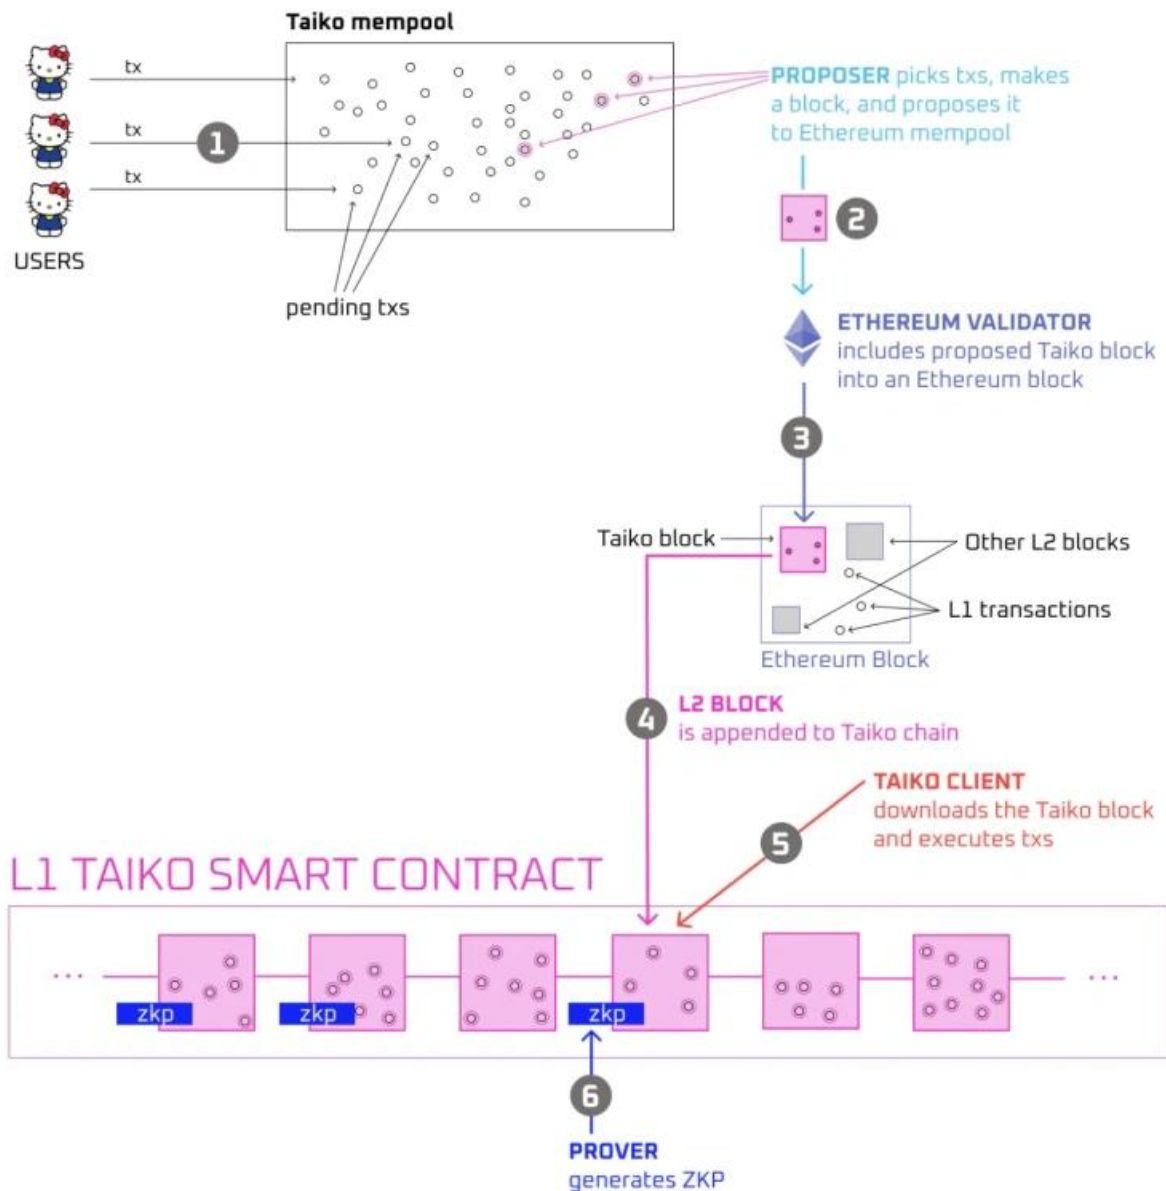 Taiko mempool
tx
tx
tx
1
USERS
pending txs
PROPOSER picks txs, makes
a block, and proposes it
to Ethereum mempool
2
ETHEREUM VALIDATOR
includes proposed Taiko block
into an Ethereum block
3
Taiko block
Other L2 blocks
L1 transactions
Ethereum Block
4
L2 BLOCK
is appended to Taiko chain
TAIKO CLIENT
downloads the Taiko block
and executes txs
5
L1 TAIKO SMART CONTRACT
...
...
zkp
zkp
zkp
6
PROVER
generates ZKP